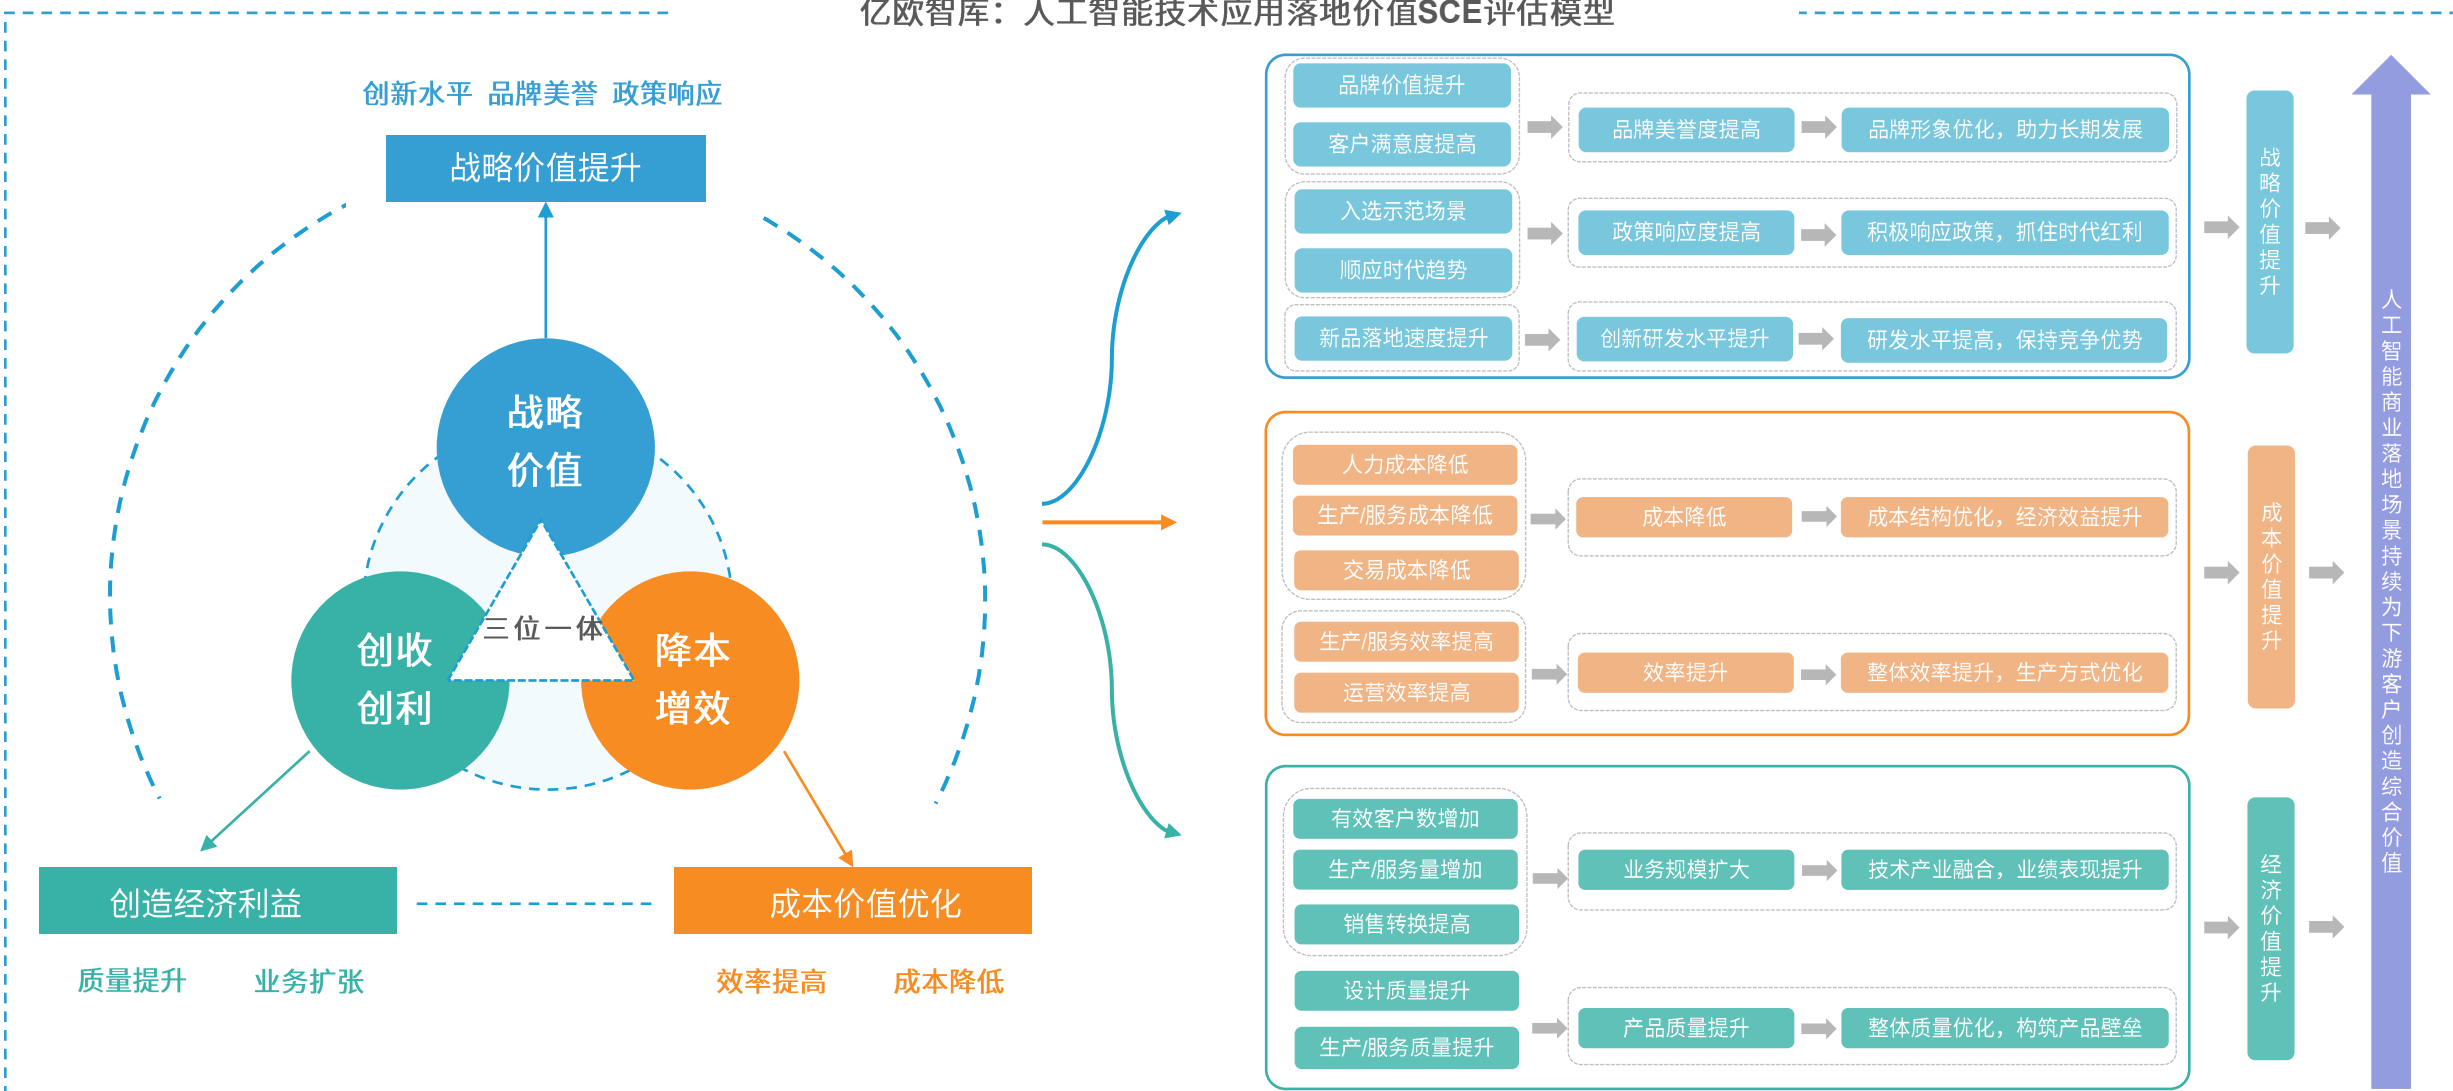 亿欧智库：人工智能技术应用落地价值SCE评估模型
创新水平 品牌美誉 政策响应
战略价值提升
战略
价值
三位一体
创收
创利
降本
增效
创造经济利益
成本价值优化
质量提升 业务扩张
效率提高 成本降低
品牌价值提升
客户满意度提高
品牌美誉度提高
品牌形象优化，助力长期发展
入选示范场景
顺应时代趋势
政策响应度提高
积极响应政策，抓住时代红利
新品落地速度提升
创新研发水平提升
研发水平提高，保持竞争优势
战略价值提升
人力成本降低
生产/服务成本降低
交易成本降低
成本降低
成本结构优化，经济效益提升
生产/服务效率提高
运营效率提高
效率提升
整体效率提升，生产方式优化
成本价值提升
有效客户数增加
生产/服务量增加
销售转换提高
业务规模扩大
技术产业融合，业绩表现提升
设计质量提升
生产/服务质量提升
产品质量提升
整体质量优化，构筑产品壁垒
经济价值提升
人工智能商业落地场景持续为下游客户创造综合价值